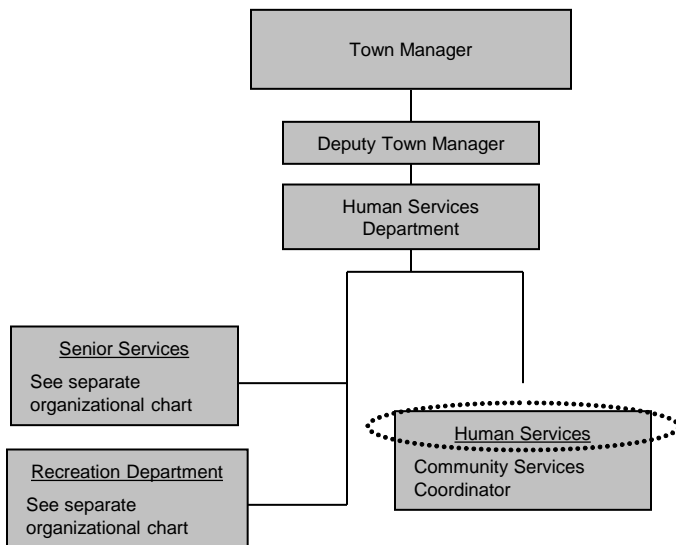 Town Manager
Deputy Town Manager
Human Services
Department
Senior Services
See separate
organizational chart
Recreation Department
See separate
organizational chart
Human Services
Community Services
Coordinator